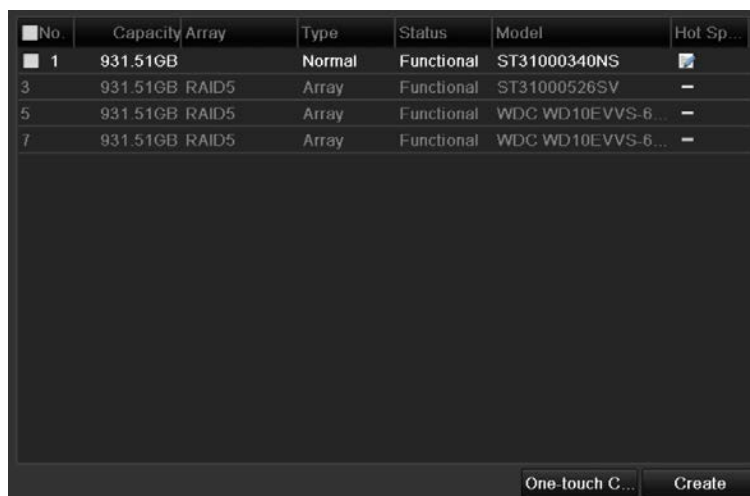 No. Capacity Array Type Status Model Hot Sp...
1 931.51GB Normal Functional ST31000340NS
3 931.51GB RAID5 Array Functional ST31000526SV –
5 931.51GB RAID5 Array Functional WDC WD10EVVS-6... –
7 931.51GB RAID5 Array Functional WDC WD10EVVS-6... –
One-touch C... Create